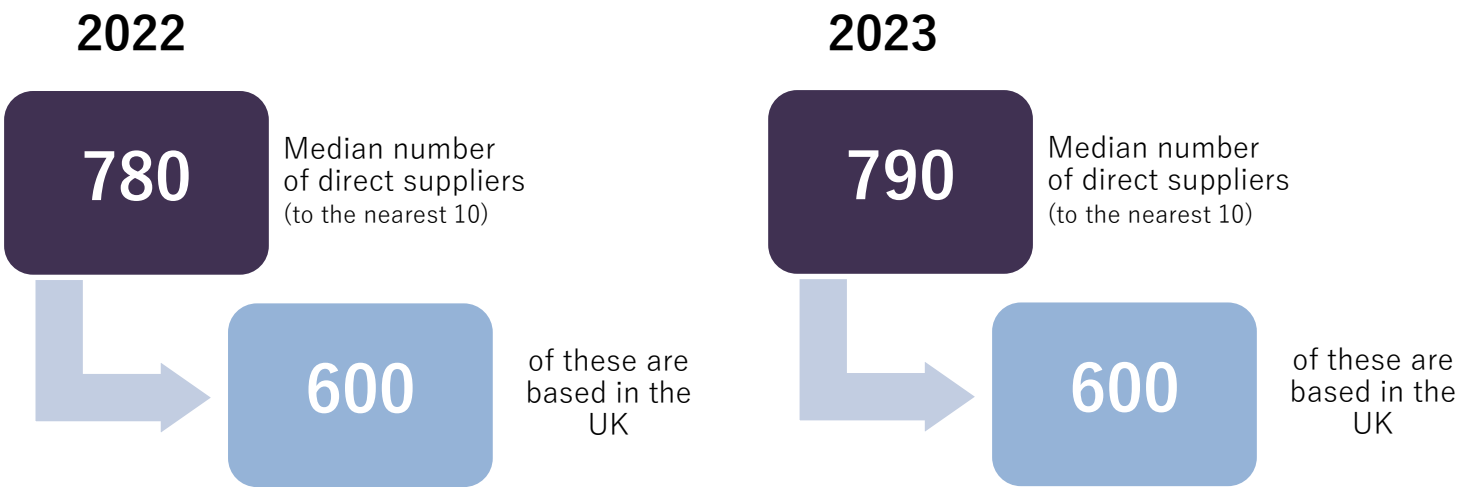 2022
780
Median number
of direct suppliers
(to the nearest 10)
600
of these are
based in the
UK
2023
790
Median number
of direct suppliers
(to the nearest 10)
600
of these are
based in the
UK